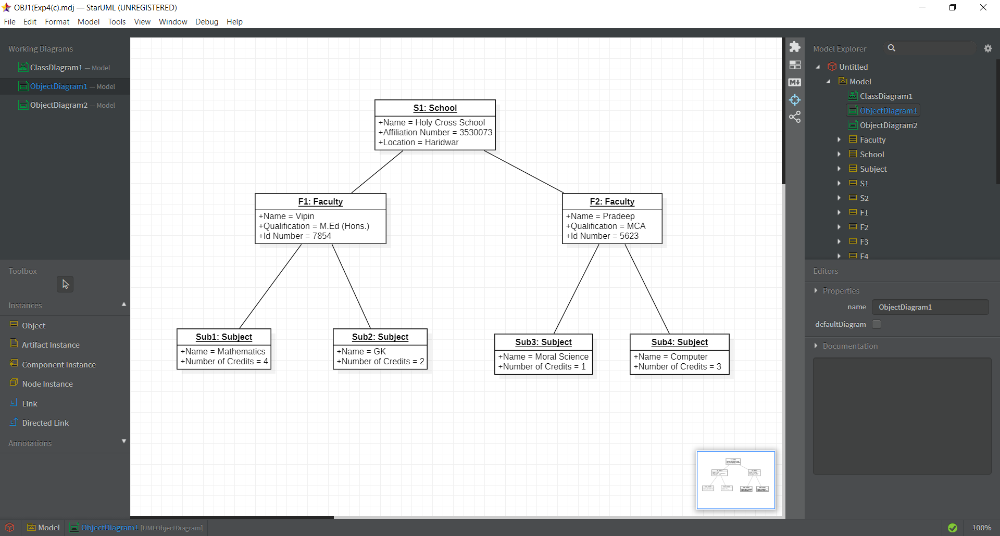 OBJ1(Exp4(c).mdj — StarUML (UNREGISTERED)
File Edit Format Model Tools View Window Debug Help
Working Diagrams
ClassDiagram1 — Model
ObjectDiagram1 — Model
ObjectDiagram2 — Model
Toolbox
Instances
Object
Artifact Instance
Component Instance
Node Instance
Link
Directed Link
Annotations
S1: School
+Name = Holy Cross School
+Affiliation Number = 3530073
+Location = Haridwar
F1: Faculty
+Name = Vipin
+Qualification = M.Ed (Hons.)
+Id Number = 7854
F2: Faculty
+Name = Pradeep
+Qualification = MCA
+Id Number = 5623
Sub1: Subject
+Name = Mathematics
+Number of Credits = 4
Sub2: Subject
+Name = GK
+Number of Credits = 2
Sub3: Subject
+Name = Moral Science
+Number of Credits = 1
Sub4: Subject
+Name = Computer
+Number of Credits = 3
M
Model Explorer
Untitled
Model
ClassDiagram1
ObjectDiagram1
ObjectDiagram2
Faculty
School
Subject
S1
S2
F1
F2
F3
F4
Editors
Properties
name ObjectDiagram1
defaultDiagram
Documentation
Model ObjectDiagram1 [UMLObjectDiagram] 100%